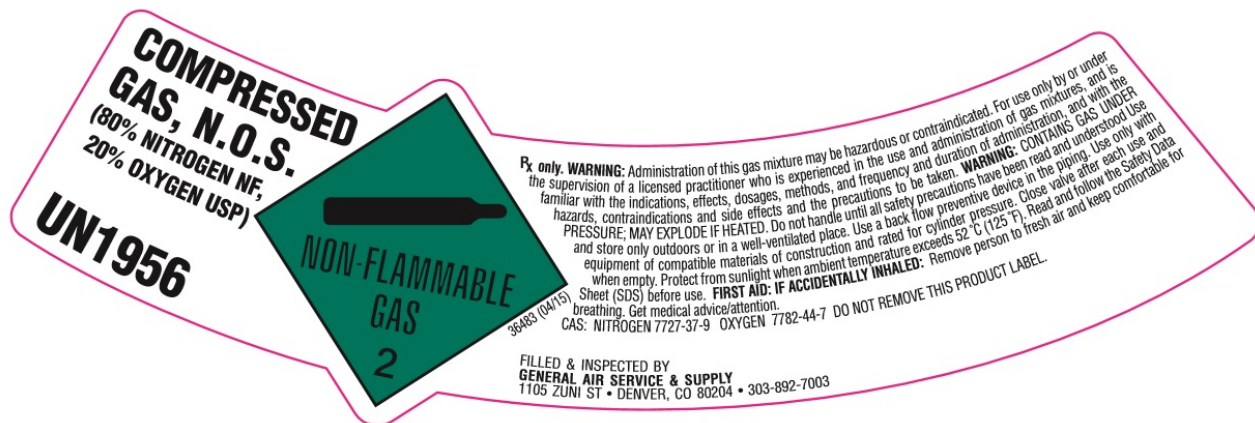 COMPRESSED
GAS, N.O.S.
(80% NITROGEN NF,
20% OXYGEN USP)
UN1956
NON-FLAMMABLE
GAS
2
36483 (04/15)
Rx only. WARNING: Administration of this gas mixture may be hazardous or contraindicated. For use only by or under
the supervision of a licensed practitioner who is experienced in the use and administration of gas mixtures, and is
familiar with the indications, effects, dosages, methods, and frequency and duration of administration, and with the
hazards, contraindications and side effects and the precautions to be taken. WARNING: CONTAINS GAS UNDER
PRESSURE; MAY EXPLODE IF HEATED. Do not handle until all safety precautions have been read and understood Use
and store only outdoors or in a well-ventilated place. Use a back flow preventive device in the piping. Use only with
equipment of compatible materials of construction and rated for cylinder pressure. Close valve after each use and
when empty. Protect from sunlight when ambient temperature exceeds 52 °C (125 °F). Read and follow the Safety Data
Sheet (SDS) before use. FIRST AID: IF ACCIDENTALLY INHALED: Remove person to fresh air and keep comfortable for
breathing. Get medical advice/attention.
CAS: NITROGEN 7727-37-9 OXYGEN 7782-44-7 DO NOT REMOVE THIS PRODUCT LABEL.
FILLED & INSPECTED BY
GENERAL AIR SERVICE & SUPPLY
1105 ZUNI ST • DENVER, CO 80204 • 303-892-7003